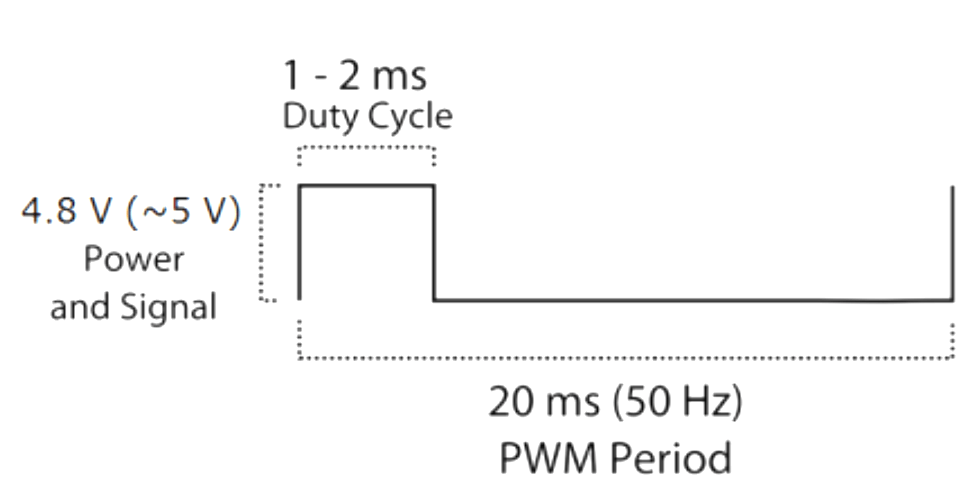 1 - 2 ms
Duty Cycle
4.8 V (~5 V)
Power
and Signal
20 ms (50 Hz)
PWM Period